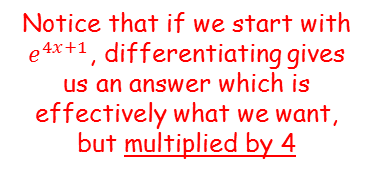 Notice that if we start with
e^{4x+1}, differentiating gives
us an answer which is
effectively what we want,
but multiplied by 4